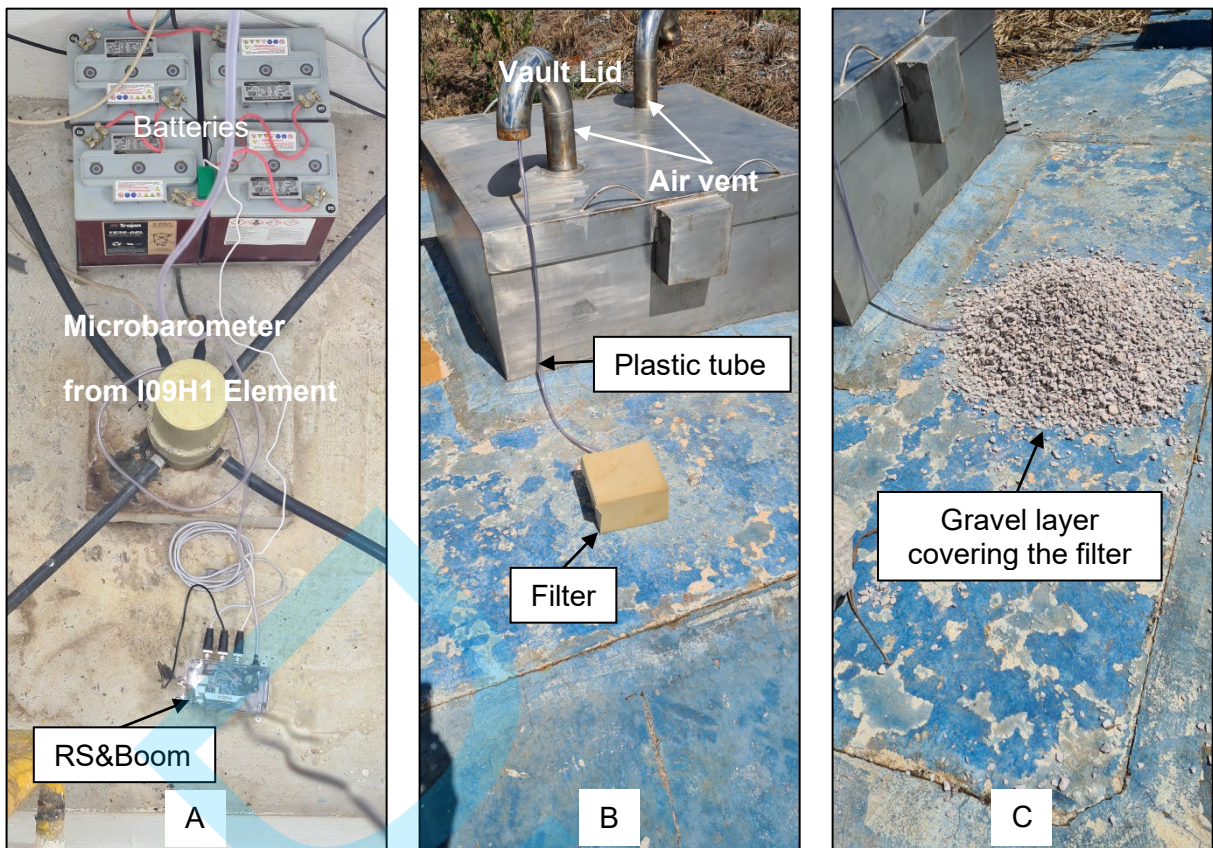 Batteries
Trojan
Microbarometer
from I09H1 Element
RS&Boom
A
Vault Lid
Air vent
Plastic tube
Filter
B
Gravel layer
covering the filter
C